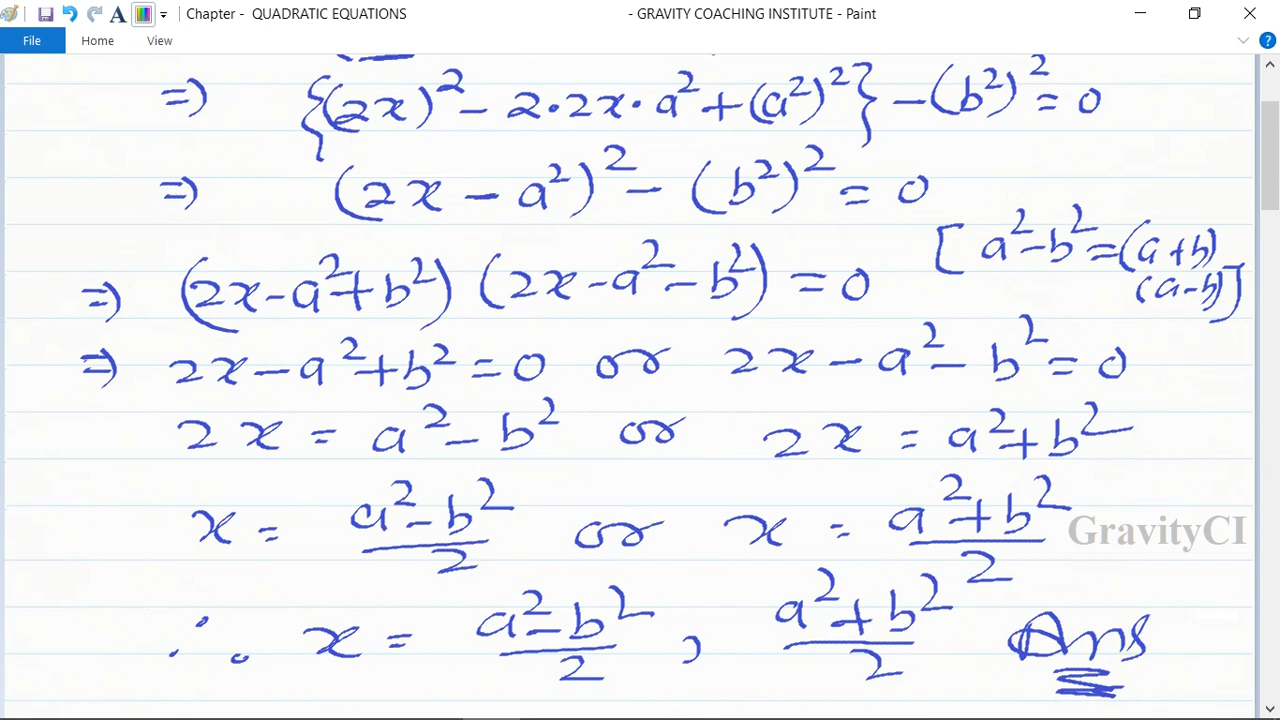 Chapter - QUADRATIC EQUATIONS - GRAVITY COACHING INSTITUTE - Paint
File Home View
=> {(2x)² - 2·2x·a² + (a²)²} - (b²)² = 0
=> (2x - a²)² - (b²)² = 0
[a² - b² = (a+b)
(a-b)]
=> (2x - a² + b²) (2x - a² - b²) = 0
=> 2x - a² + b² = 0 or 2x - a² - b² = 0
2x = a² - b² or 2x = a² + b²
x = (a² - b²)/2 or x = (a² + b²)/2
GravityCI
∴ x = (a² - b²)/2, (a² + b²)/2 Ans